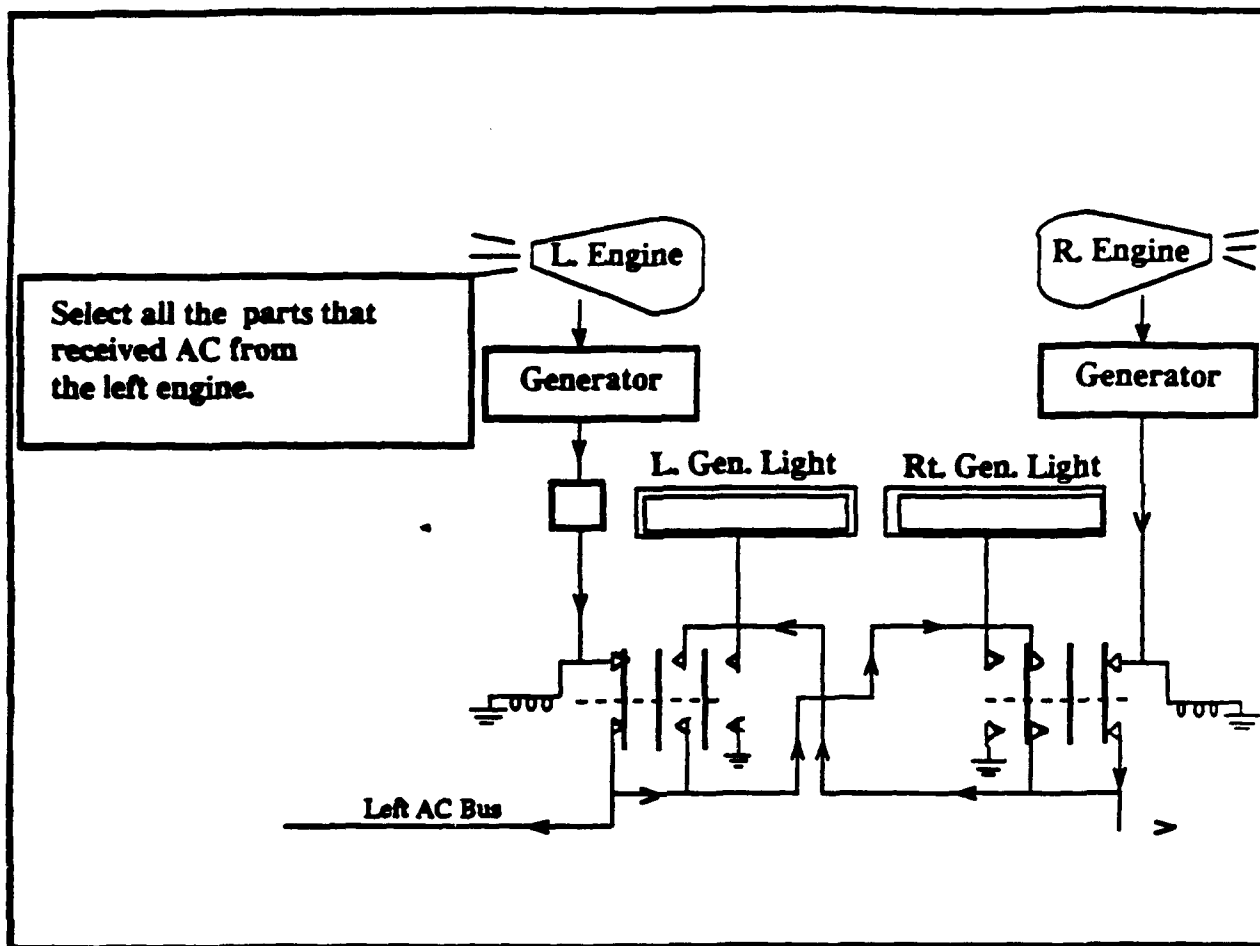 L. Engine
R. Engine
Select all the parts that
received AC from
the left engine.
Generator
Generator
L. Gen. Light
Rt. Gen. Light
Left AC Bus